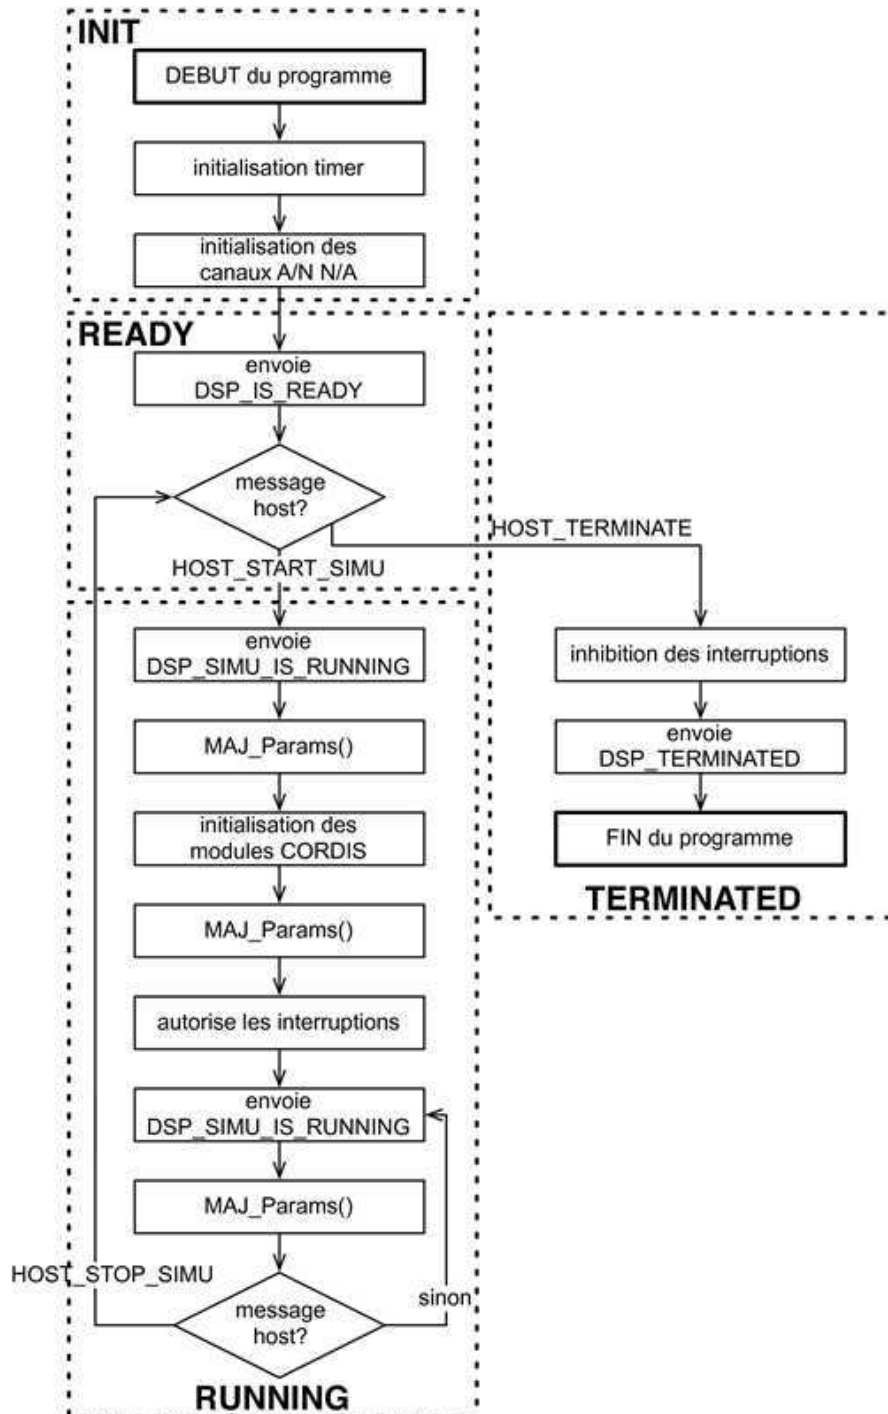 INIT
DEBUT du programme
initialisation timer
initialisation des
canaux A/N N/A
READY
envoie
DSP_IS_READY
message
host?
HOST_TERMINATE
HOST_START_SIMU
envoie
DSP_SIMU_IS_RUNNING
MAJ_Params()
initialisation des
modules CORDIS
MAJ_Params()
autorise les interruptions
envoie
DSP_SIMU_IS_RUNNING
MAJ_Params()
HOST_STOP_SIMU
sinon
message
host?
RUNNING
inhibition des interruptions
envoie
DSP_TERMINATED
FIN du programme
TERMINATED